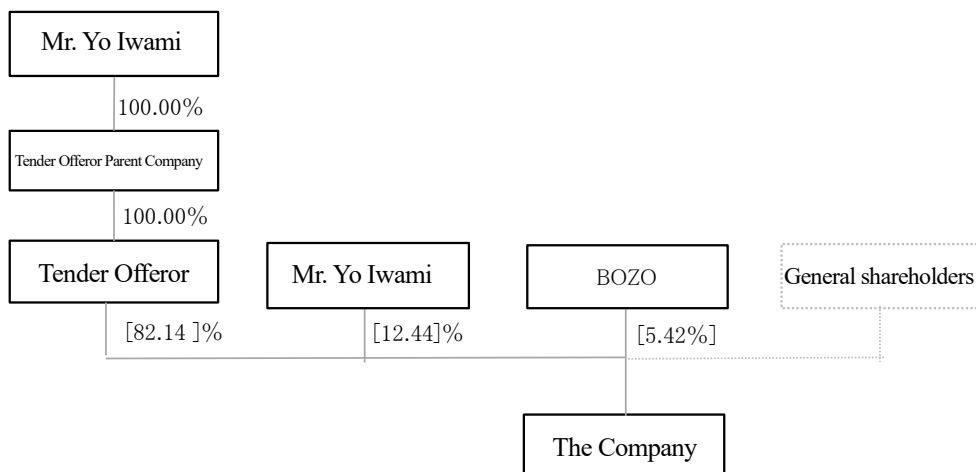 Mr. Yo Iwami
100.00%
Tender Offeror Parent Company
100.00%
Tender Offeror
Mr. Yo Iwami
BOZO
General shareholders
[82.14 ]%
[12.44]%
[5.42%]
The Company